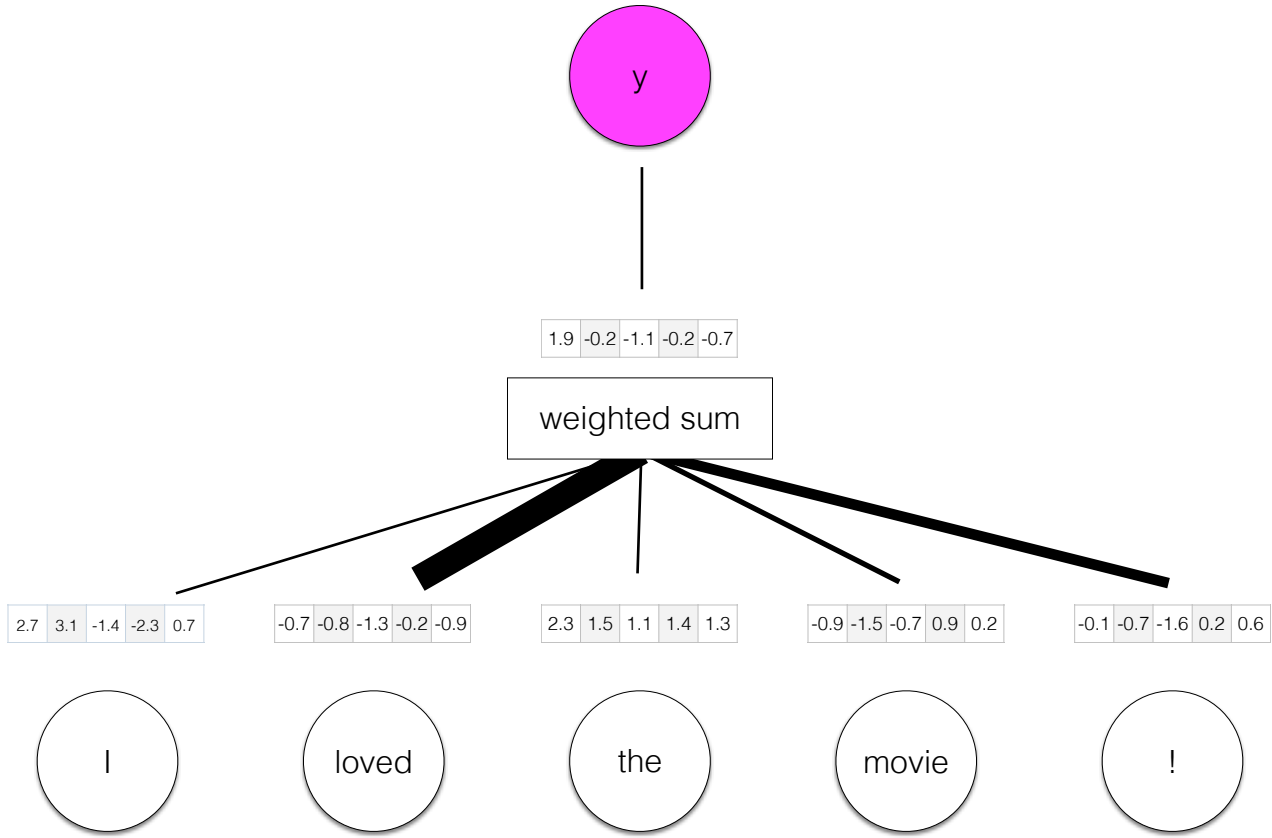 y
1.9 -0.2 -1.1 -0.2 -0.7
weighted sum
2.7 3.1 -1.4 -2.3 0.7 -0.7 -0.8 -1.3 -0.2 -0.9 2.3 1.5 1.1 1.4 1.3 -0.9 -1.5 -0.7 0.9 0.2 -0.1 -0.7 -1.6 0.2 0.6
I loved the movie !